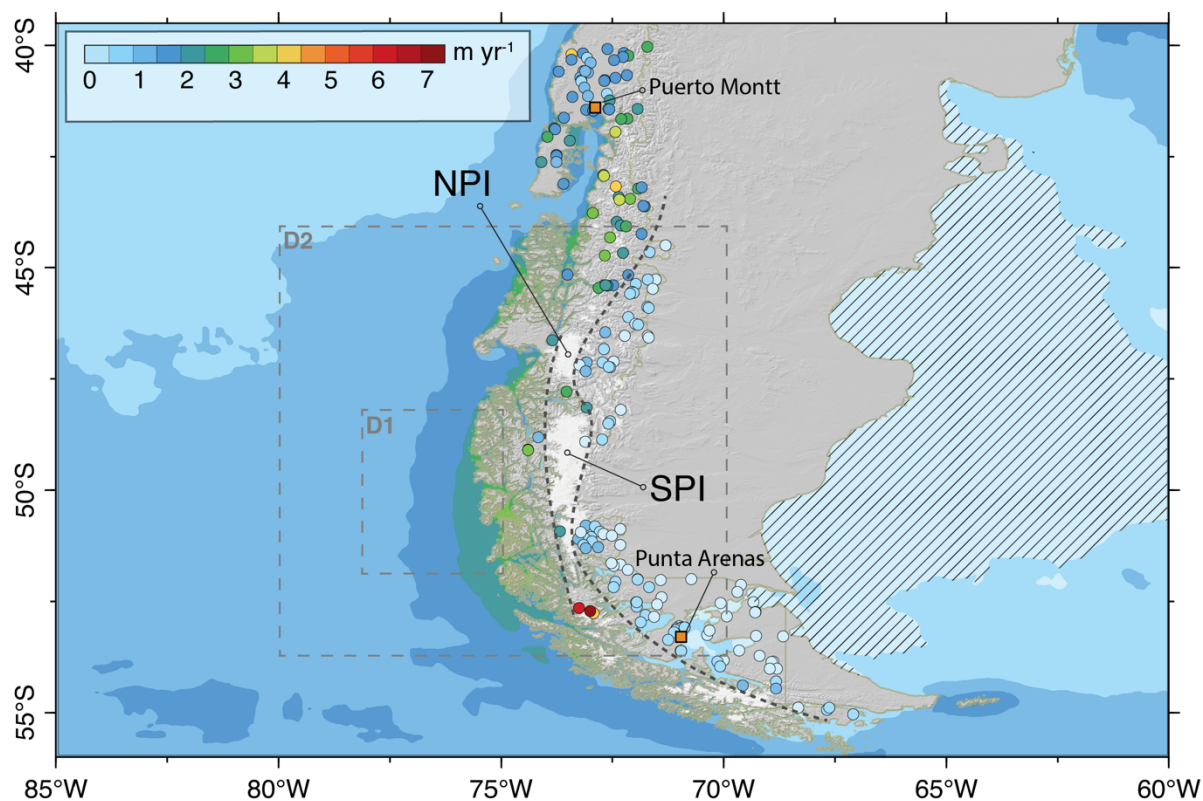 40°S
0 1 2 3 4 5 6 7 m yr-1
Puerto Montt
NPI
D2
45°S
D1
SPI
50°S
Punta Arenas
55°S
85°W 80°W 75°W 70°W 65°W 60°W